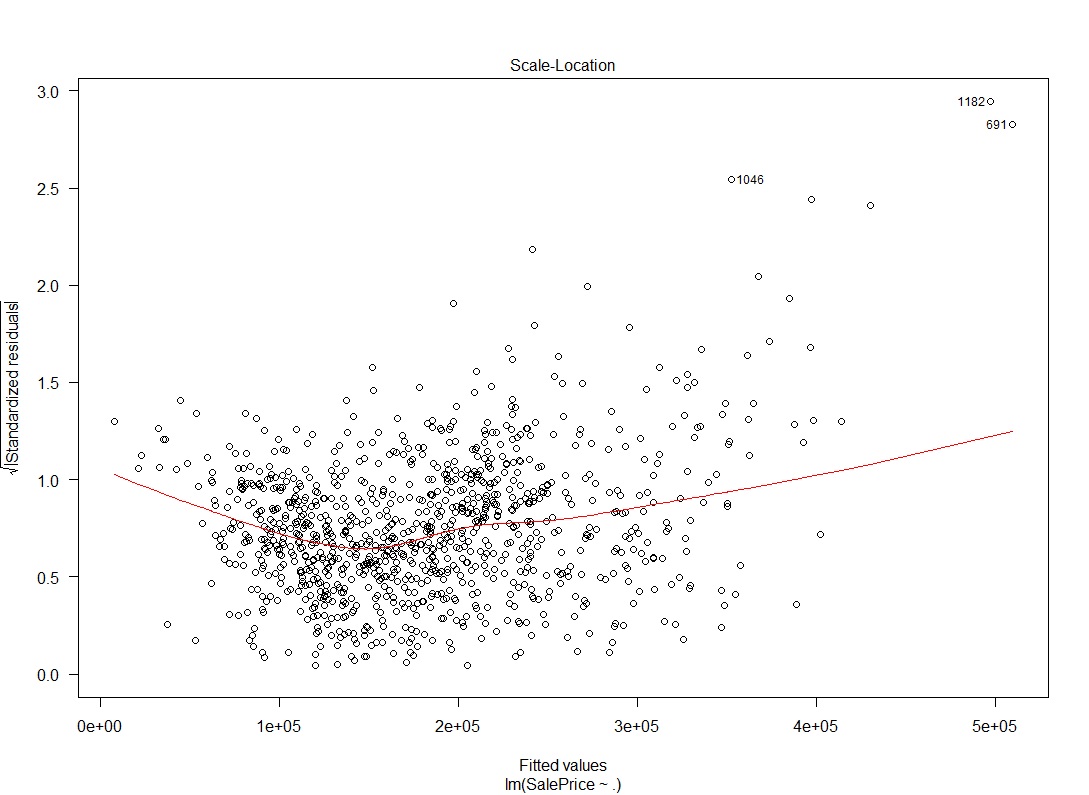 Scale-Location
√|Standardized residuals|
3.0
2.5
2.0
1.5
1.0
0.5
0.0
1182
691
1046
0e+00 1e+05 2e+05 3e+05 4e+05 5e+05
Fitted values
lm(SalePrice ~ .)